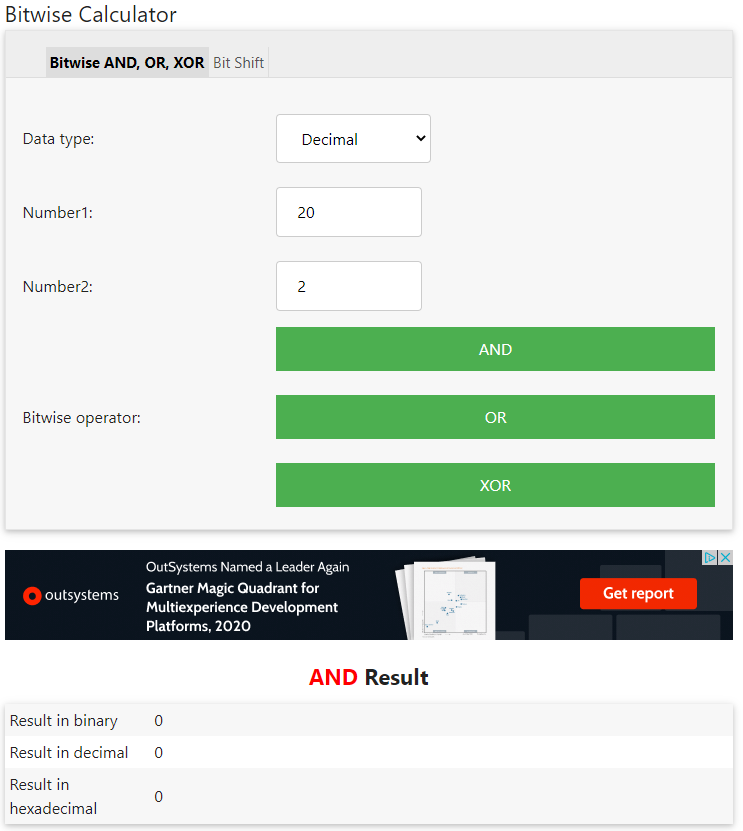 Bitwise Calculator
Bitwise AND, OR, XOR Bit Shift
Data type: Decimal
Number1: 20
Number2: 2
AND
Bitwise operator: OR
XOR
outsystems
OutSystems Named a Leader Again
Gartner Magic Quadrant for
Multiexperience Development
Platforms, 2020
Get report
AND Result
Result in binary 0
Result in decimal 0
Result in
hexadecimal 0